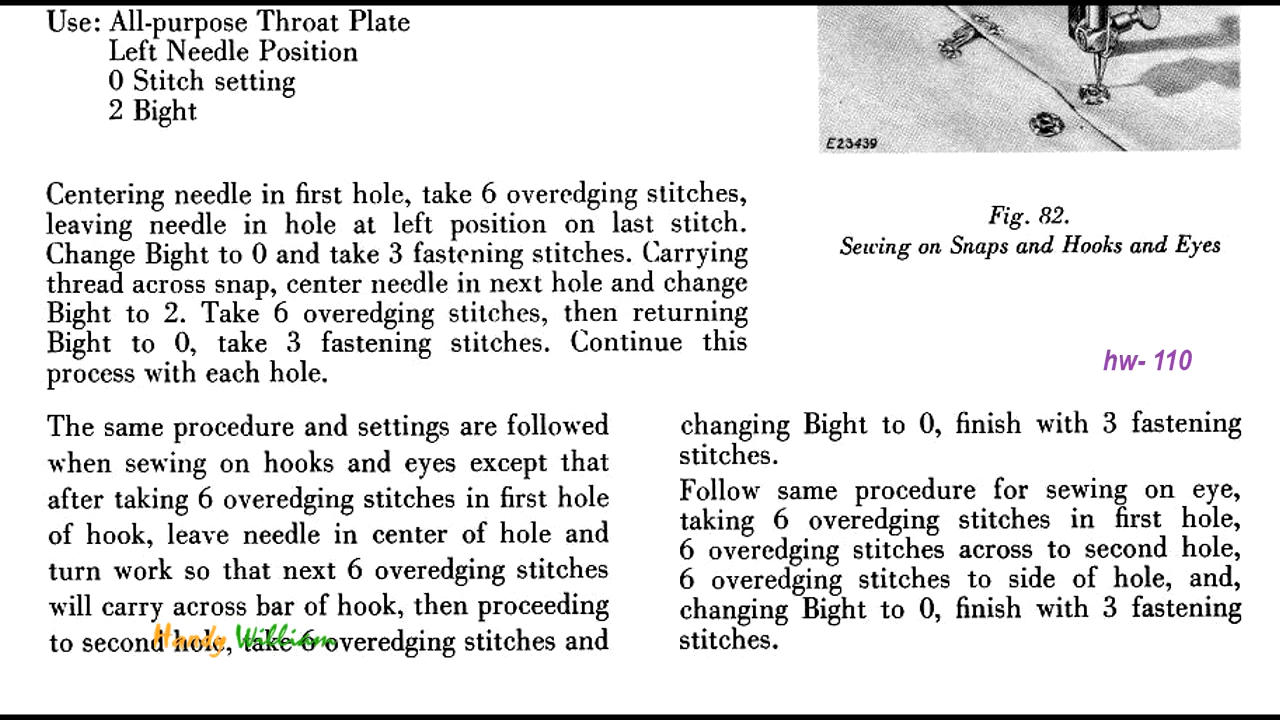 Use: All-purpose Throat Plate
Left Needle Position
0 Stitch setting
2 Bight
E23439
Centering needle in first hole, take 6 overedging stitches,
leaving needle in hole at left position on last stitch.
Change Bight to 0 and take 3 fastening stitches. Carrying
thread across snap, center needle in next hole and change
Bight to 2. Take 6 overedging stitches, then returning
Bight to 0, take 3 fastening stitches. Continue this
process with each hole.
Fig. 82.
Sewing on Snaps and Hooks and Eyes
hw- 110
The same procedure and settings are followed
when sewing on hooks and eyes except that
after taking 6 overedging stitches in first hole
of hook, leave needle in center of hole and
turn work so that next 6 overedging stitches
will carry across bar of hook, then proceeding
to second hole, take 6 overedging stitches and
Handy William
changing Bight to 0, finish with 3 fastening
stitches.
Follow same procedure for sewing on eye,
taking 6 overedging stitches in first hole,
6 overedging stitches across to second hole,
6 overedging stitches to side of hole, and,
changing Bight to 0, finish with 3 fastening
stitches.